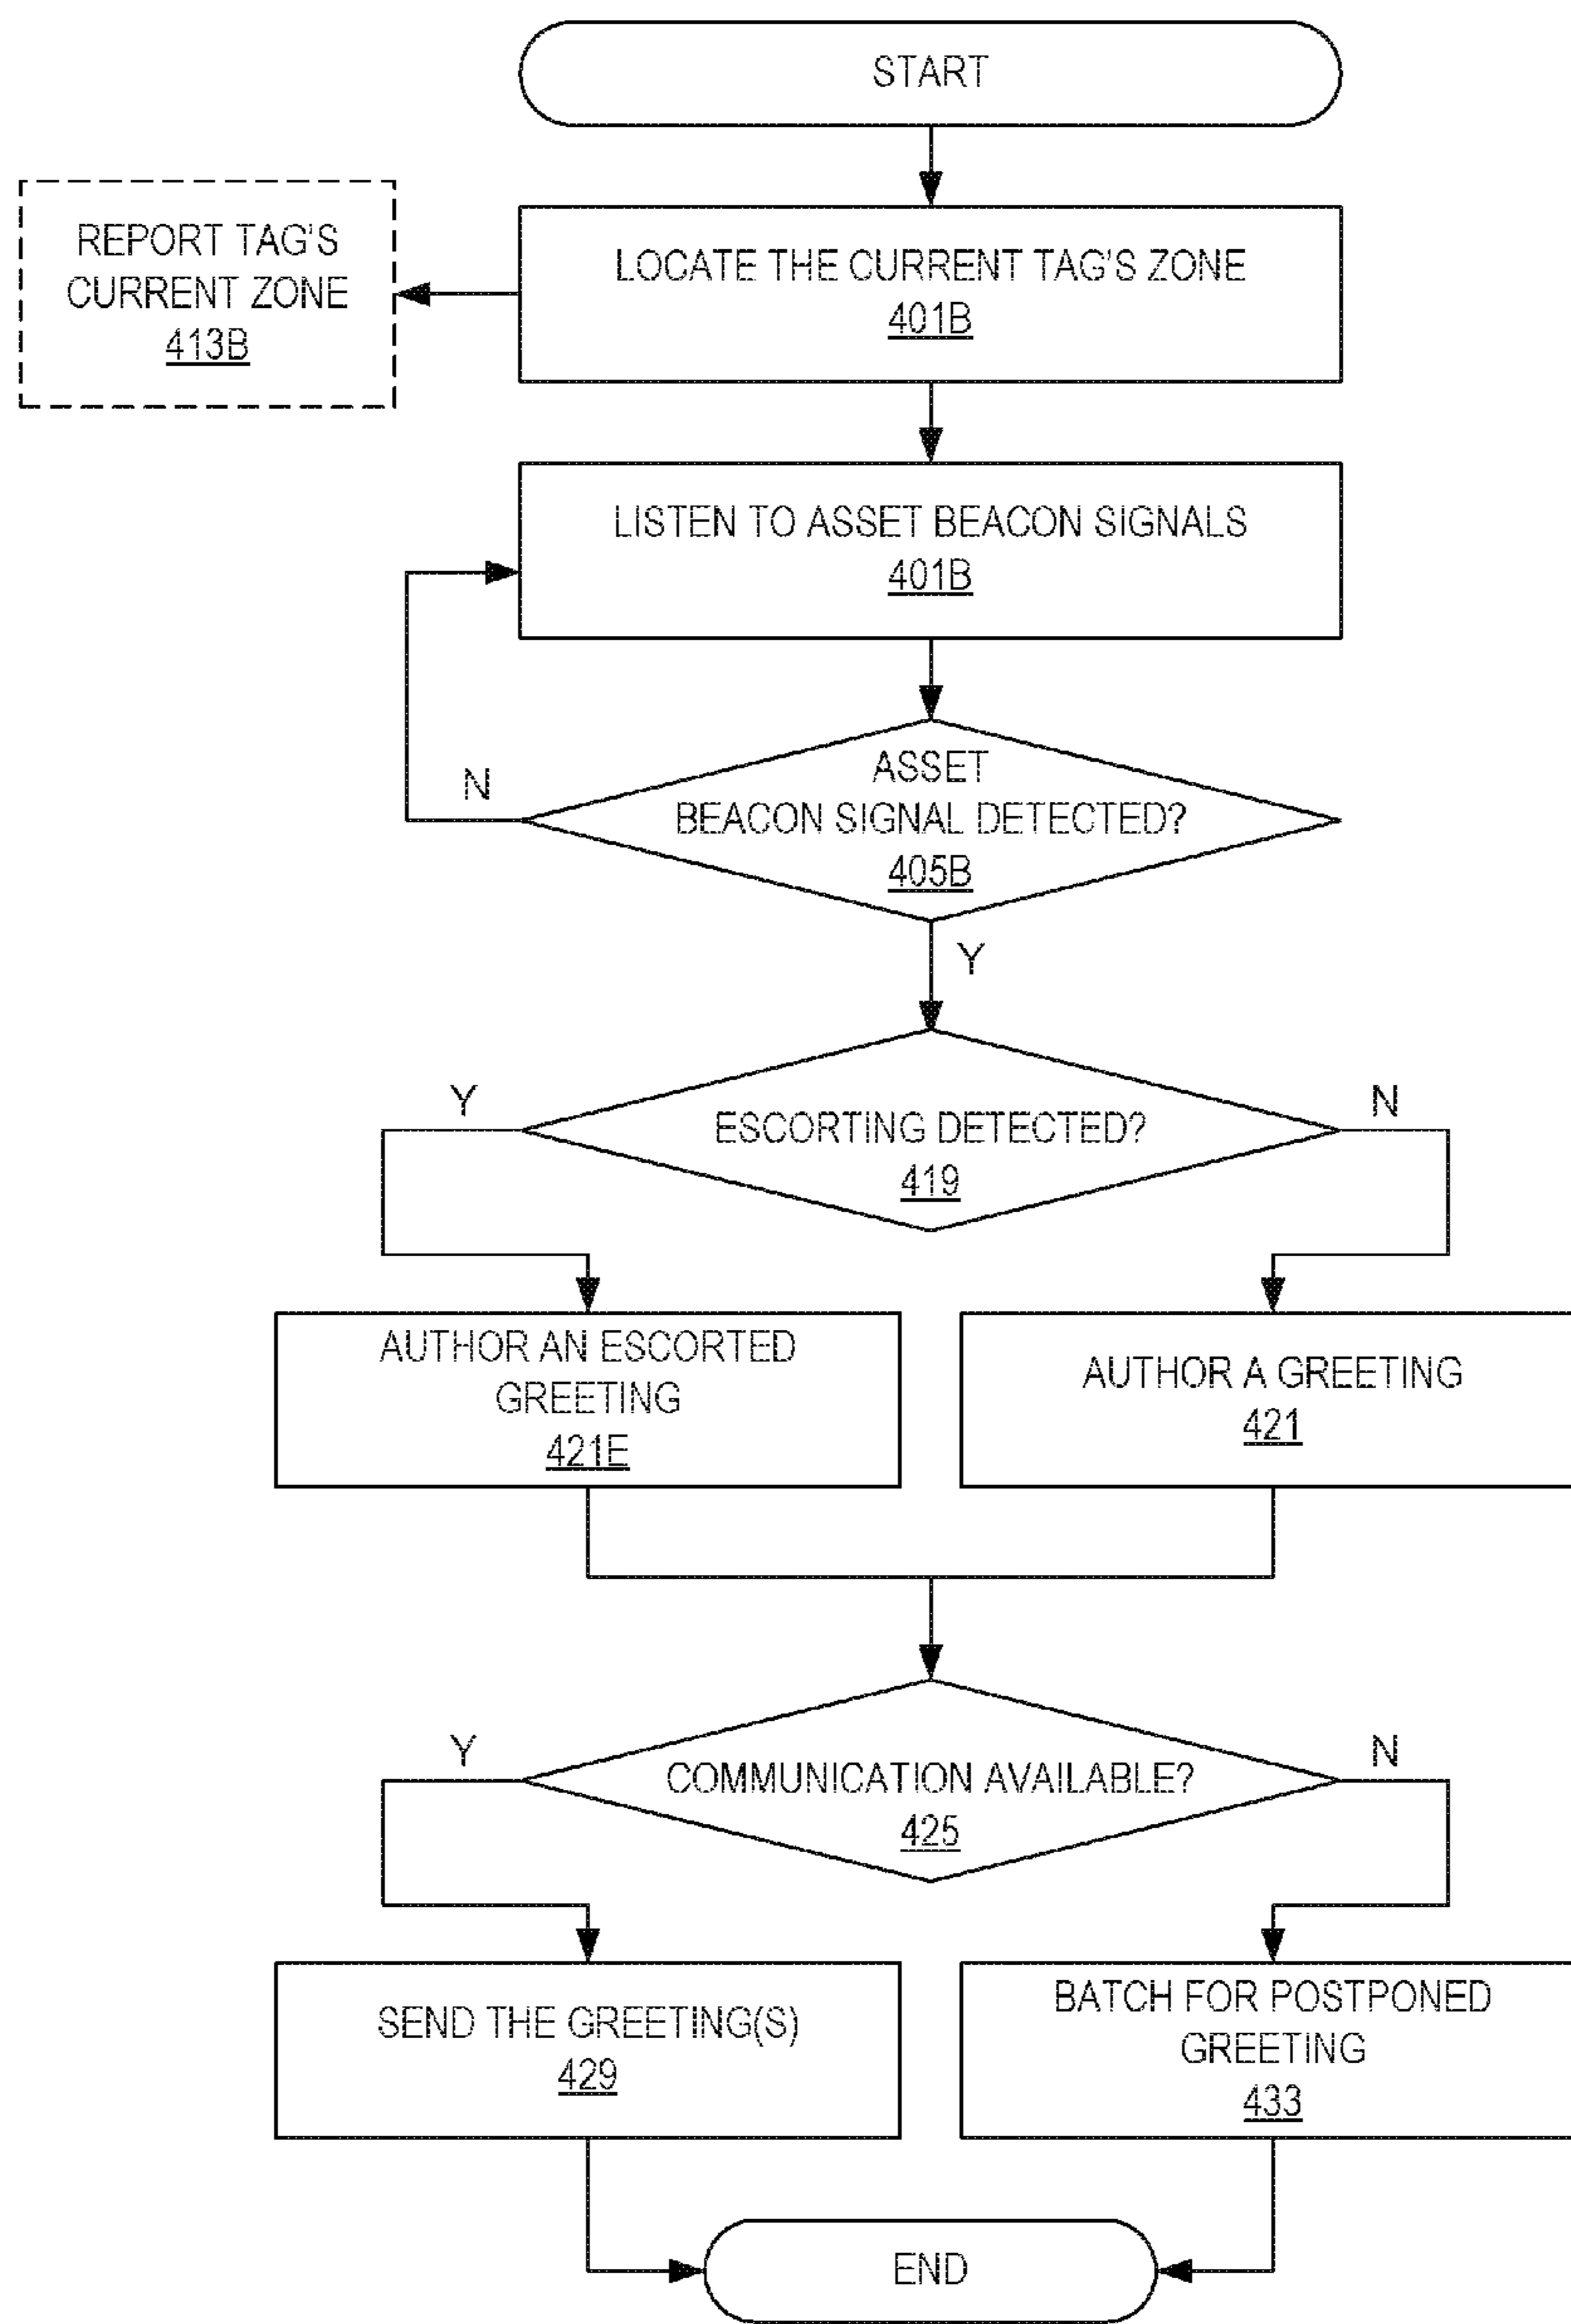 START
REPORT TAG'S
CURRENT ZONE
413B
LOCATE THE CURRENT TAG'S ZONE
401B
LISTEN TO ASSET BEACON SIGNALS
401B
ASSET
BEACON SIGNAL DETECTED?
405B
N
Y
ESCORTING DETECTED?
419
Y
N
AUTHOR AN ESCORTED
GREETING
421E
AUTHOR A GREETING
421
COMMUNICATION AVAILABLE?
425
Y
N
SEND THE GREETING(S)
429
BATCH FOR POSTPONED
GREETING
433
END